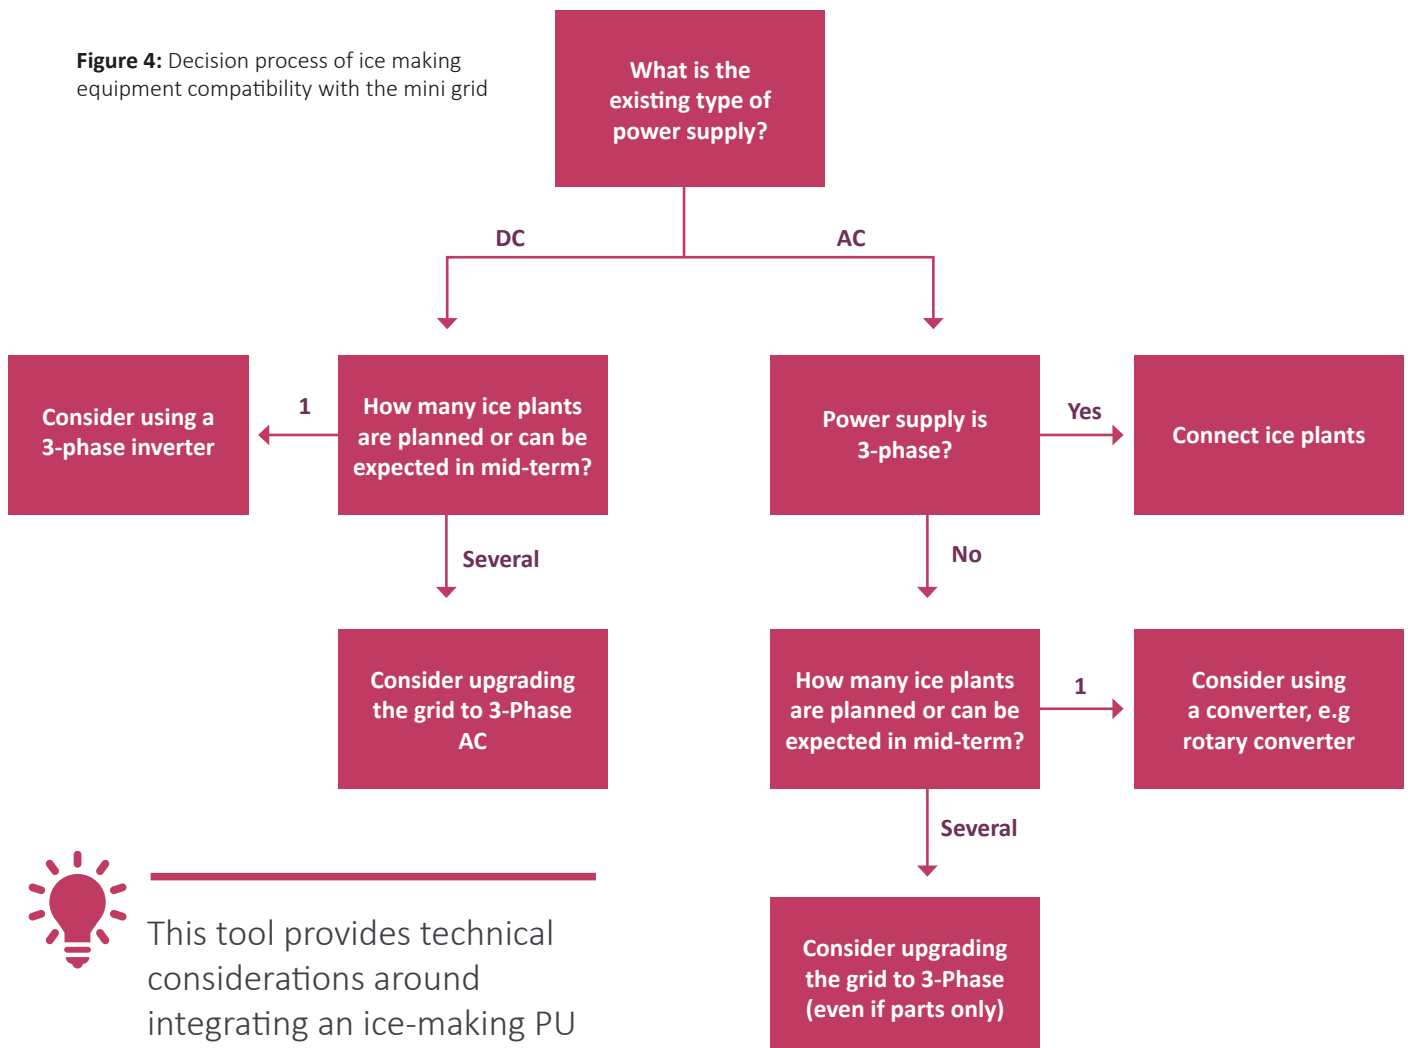 Figure 4: Decision process of ice making
equipment compatibility with the mini grid
What is the
existing type of
power supply?
DC
AC
Consider using a
3-phase inverter
1
How many ice plants
are planned or can be
expected in mid-term?
Power supply is
3-phase?
Yes
Connect ice plants
Several
No
Consider upgrading
the grid to 3-Phase
AC
How many ice plants
are planned or can be
expected in mid-term?
1
Consider using
a converter, e.g
rotary converter
Several
Consider upgrading
the grid to 3-Phase
(even if parts only)
This tool provides technical
considerations around
integrating an ice-making PU